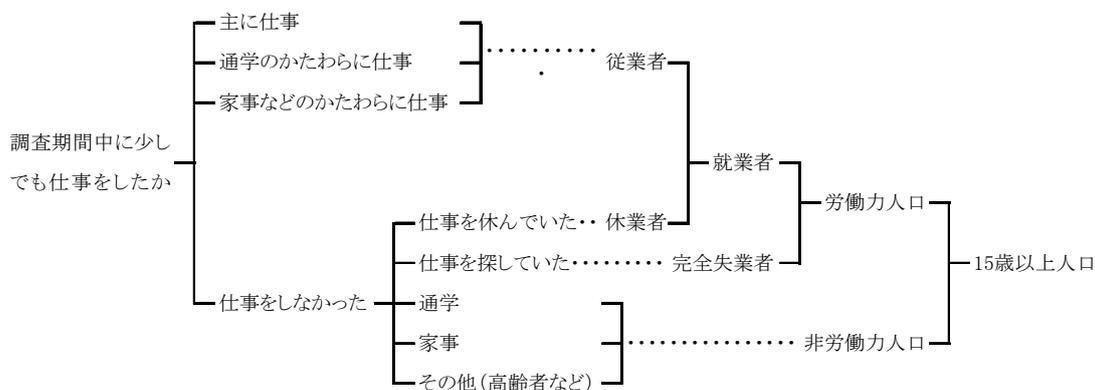 主に仕事
通学のかたわらに仕事
従業者
家事などのかたわらに仕事
調査期間中に少し
でも仕事をしたか
就業者
労働力人口
仕事を休んでいた‥ 休業者
仕事を探していた‥‥‥‥‥ 完全失業者
15歳以上人口
仕事をしなかった
通学
家事
非労働力人口
その他(高齢者など)